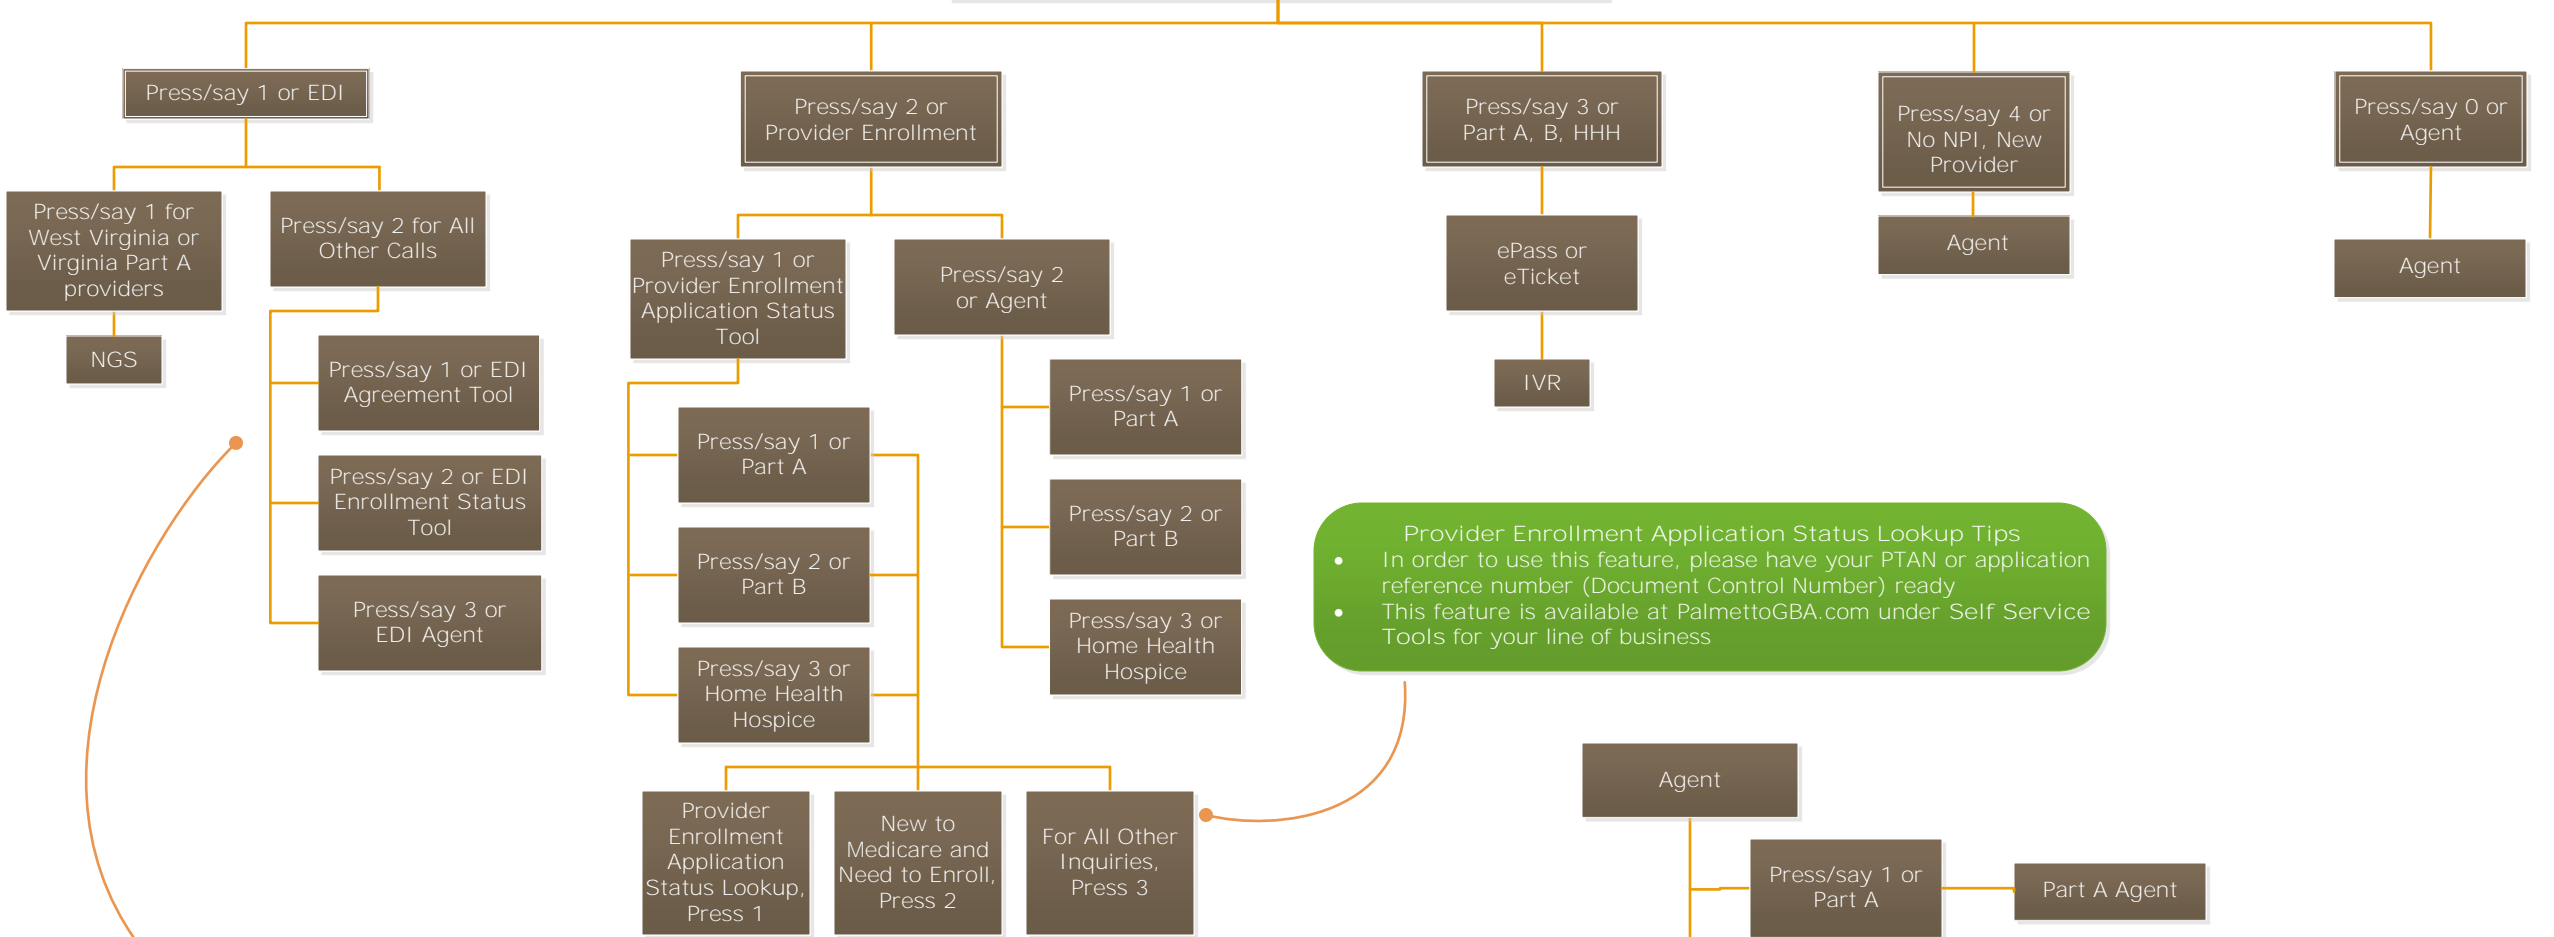 Press/say 1 or EDI
Press/say 2 or
Provider Enrollment
Press/say 3 or
Part A, B, HHH
Press/say 4 or
No NPI, New
Provider
Press/say 0 or
Agent
Press/say 1 for
West Virginia or
Virginia Part A
providers
Press/say 2 for All
Other Calls
NGS
Press/say 1 or EDI
Agreement Tool
Press/say 2 or EDI
Enrollment Status
Tool
Press/say 3 or
EDI Agent
Press/say 1 or
Provider Enrollment
Application Status
Tool
Press/say 2
or Agent
Press/say 1 or
Part A
Press/say 2 or
Part B
Press/say 3 or
Home Health
Hospice
Press/say 1 or
Part A
Press/say 2 or
Part B
Press/say 3 or
Home Health
Hospice
Provider
Enrollment
Application
Status Lookup,
Press 1
New to
Medicare and
Need to Enroll,
Press 2
For All Other
Inquiries,
Press 3
ePass or
eTicket
IVR
Agent
Agent
Provider Enrollment Application Status Lookup Tips
• In order to use this feature, please have your PTAN or application
reference number (Document Control Number) ready
• This feature is available at PalmettoGBA.com under Self Service
Tools for your line of business
Agent
Press/say 1 or
Part A
Part A Agent